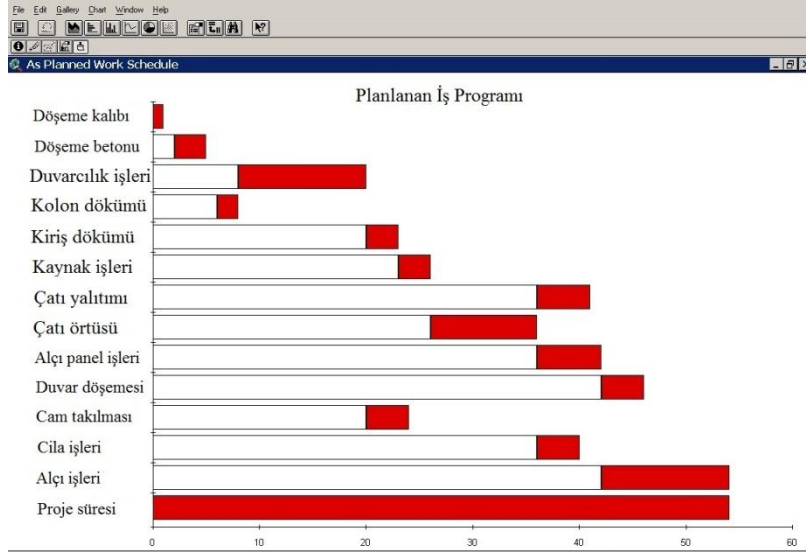 File Edit Gallery Chart Window Help
As Planned Work Schedule
Planlanan İş Programı
Döşeme kalıbı
Döşeme betonu
Duvarcılık işleri
Kolon dökümü
Kiriş dökümü
Kaynak işleri
Çatı yalıtımı
Çatı örtüsü
Alçı panel işleri
Duvar döşemesi
Cam takılması
Cila işleri
Alçı işleri
Proje süresi
0 10 20 30 40 50 60